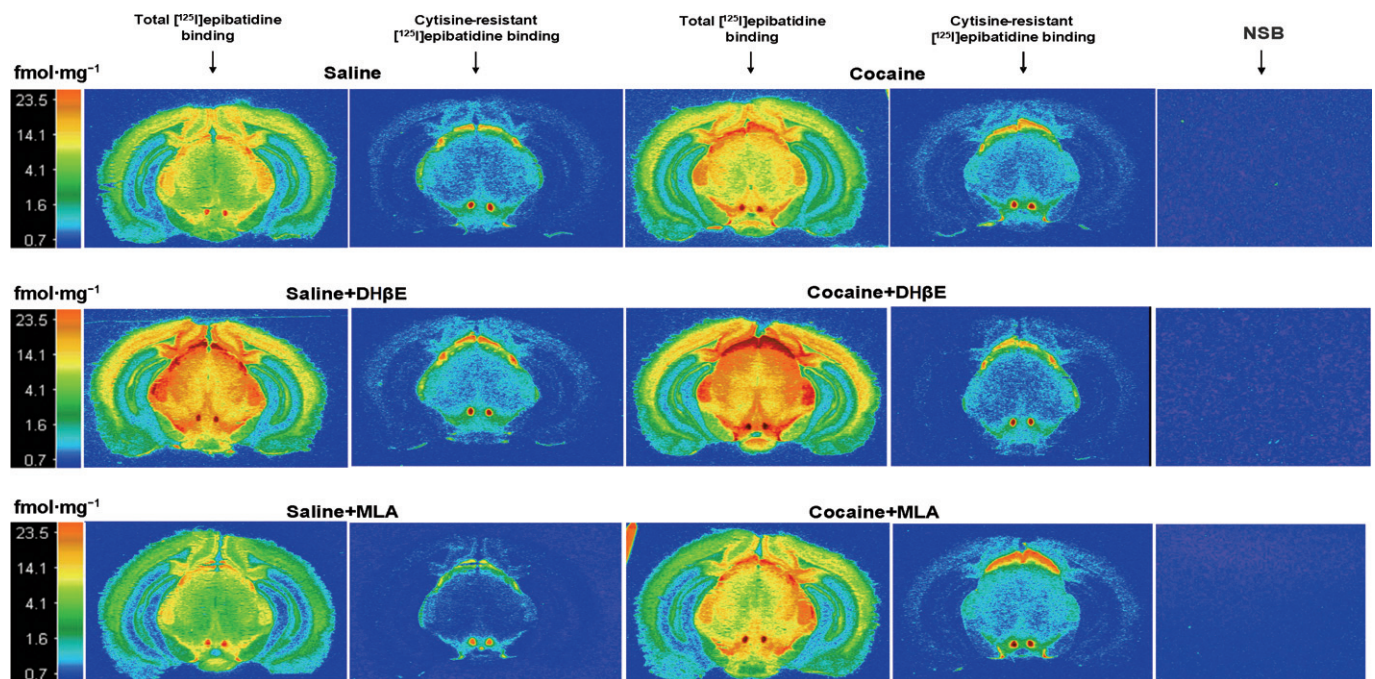 Total [¹²⁵I]epibatidine
binding
Cytisine-resistant
[¹²⁵I]epibatidine binding
Total [¹²⁵I]epibatidine
binding
Cytisine-resistant
[¹²⁵I]epibatidine binding
NSB
fmol·mg⁻¹
Saline
Cocaine
23.5
14.1
4.1
1.6
0.7
fmol·mg⁻¹
Saline+DHβE
Cocaine+DHβE
23.5
14.1
4.1
1.6
0.7
fmol·mg⁻¹
Saline+MLA
Cocaine+MLA
23.5
14.1
4.1
1.6
0.7